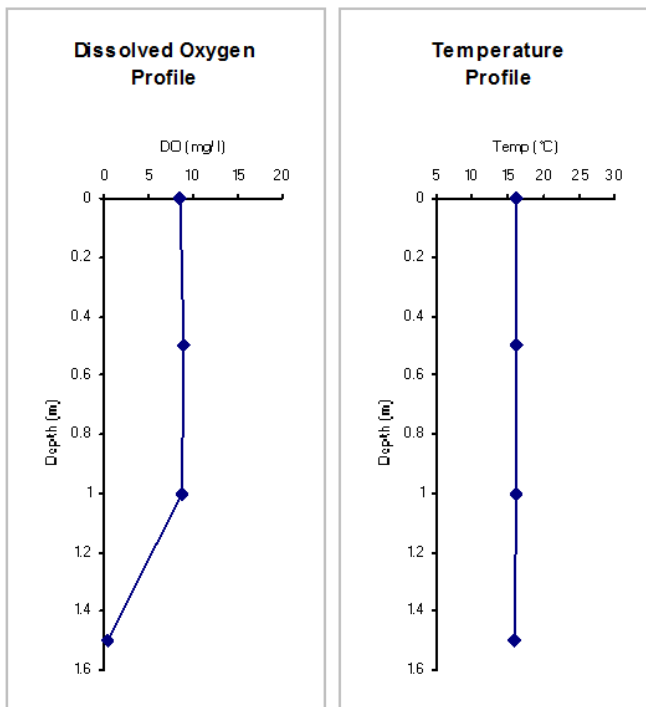 Dissolved Oxygen
Profile
DO (mg/l)
0 5 10 15 20
0
0.2
0.4
0.6
0.8
1
1.2
1.4
1.6
Depth (m)
Temperature
Profile
Temp (°C)
5 10 15 20 25 30
0
0.2
0.4
0.6
0.8
1
1.2
1.4
1.6
Depth (m)